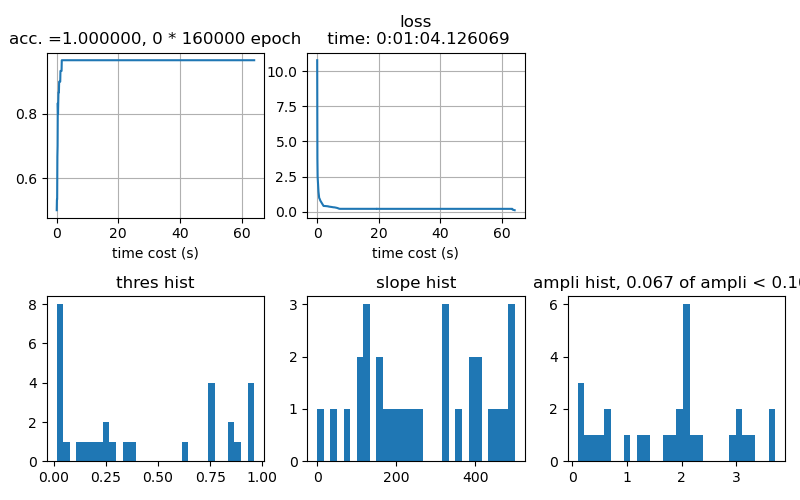 acc. =1.000000, 0 * 160000 epoch
loss
time: 0:01:04.126069
0.8
0.6
0 20 40 60
time cost (s)
10.0
7.5
5.0
2.5
0.0
0 20 40 60
time cost (s)
thres hist
8
6
4
2
0
0.00 0.25 0.50 0.75 1.00
slope hist
3
2
1
0
0 200 400
ampli hist, 0.067 of ampli < 0.10
6
4
2
0
0 1 2 3